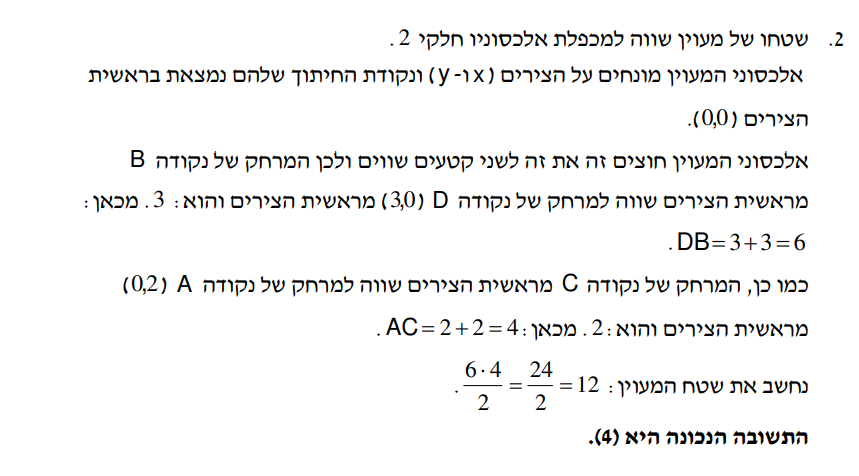 2. שטחו של מעוין שווה למכפלת אלכסוניו חלקי 2 .
אלכסוני המעוין מונחים על הצירים (x ו- y) ונקודת החיתוך שלהם נמצאת בראשית
הצירים (0,0).
אלכסוני המעוין חוצים זה את זה לשני קטעים שווים ולכן המרחק של נקודה B
מראשית הצירים שווה למרחק של נקודה D (3,0) מראשית הצירים והוא: 3 . מכאן:
DB = 3 + 3 = 6 .
כמו כן, המרחק של נקודה C מראשית הצירים שווה למרחק של נקודה A (0,2)
מראשית הצירים והוא: 2 . מכאן: AC = 2 + 2 = 4 .
נחשב את שטח המעוין: \frac{6 \cdot 4}{2} = \frac{24}{2} = 12 .
התשובה הנכונה היא (4).